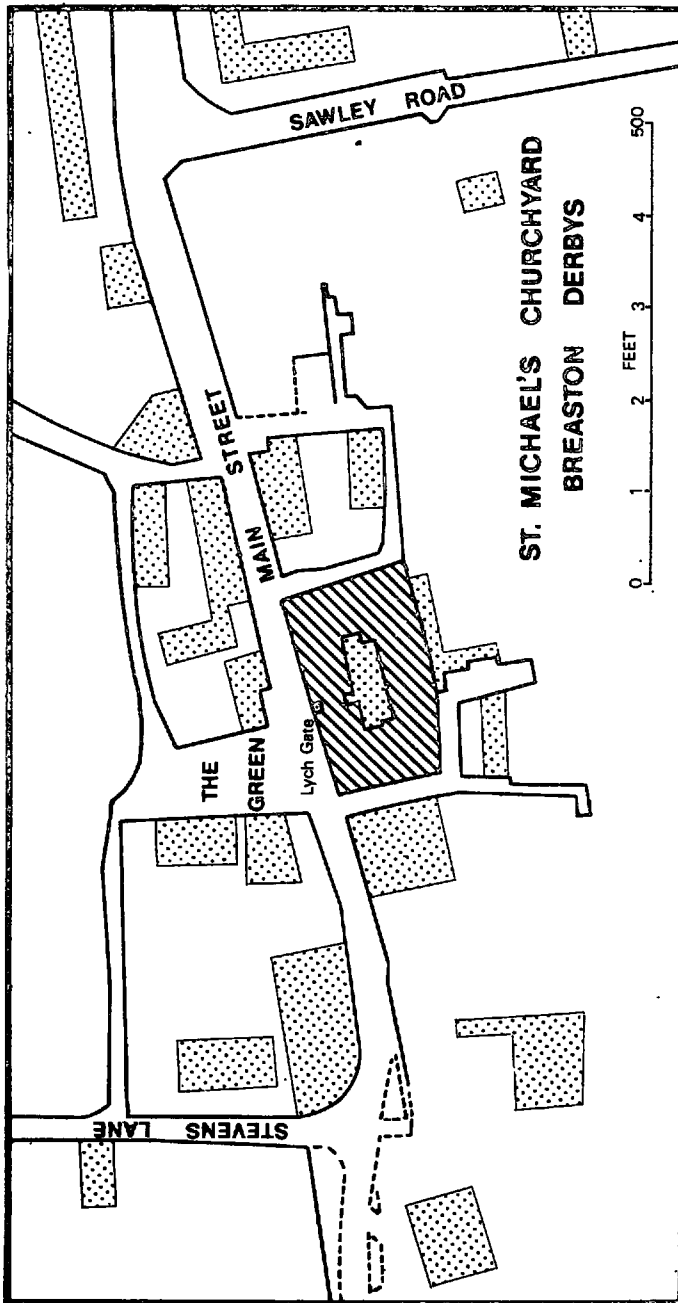 SAWLEY ROAD
STREET
MAIN
THE
GREEN
Lych Gate
STEVENS LANE
ST. MICHAEL'S CHURCHYARD
BREASTON DERBYS
0 1 2 3 4 500
FEET